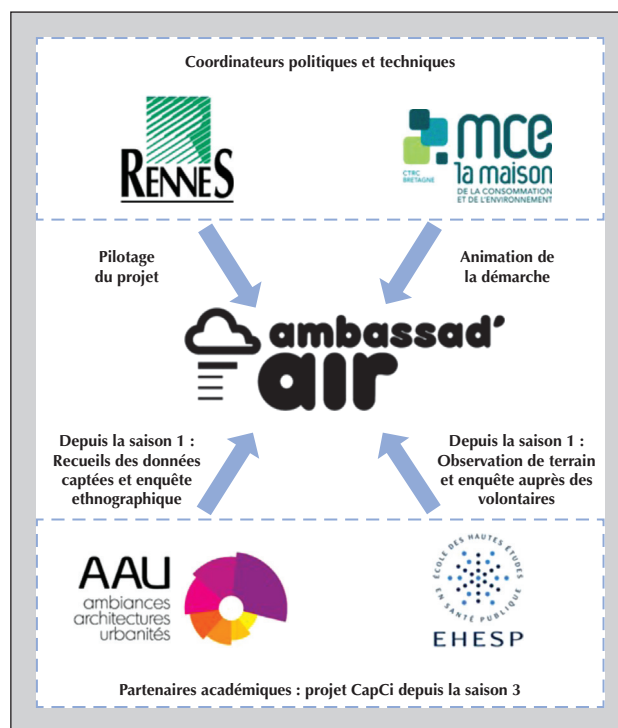 Coordinateurs politiques et techniques
RENNES
mce
la maison
CTRC
BRETAGNE
DE LA CONSOMMATION
ET DE L'ENVIRONNEMENT
Pilotage
du projet
Animation de
la démarche
ambassad'
air
Depuis la saison 1 :
Recueils des données
captées et enquête
ethnographique
Depuis la saison 1 :
Observation de terrain
et enquête auprès des
volontaires
AAU
ambiances
architectures
urbanités
ÉCOLE DES HAUTES ÉTUDES
EN SANTÉ PUBLIQUE
EHESP
Partenaires académiques : projet CapCi depuis la saison 3